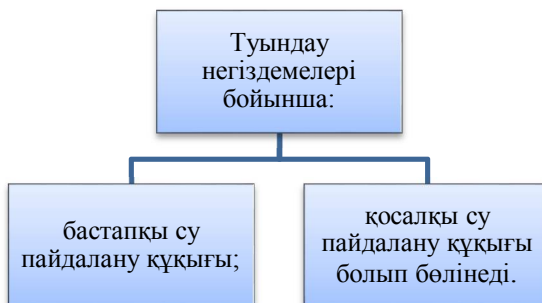 Туындау
негіздемелері
бойынша:
бастапқы су
пайдалану құқығы;
қосалқы су
пайдалану құқығы
болып бөлінеді.